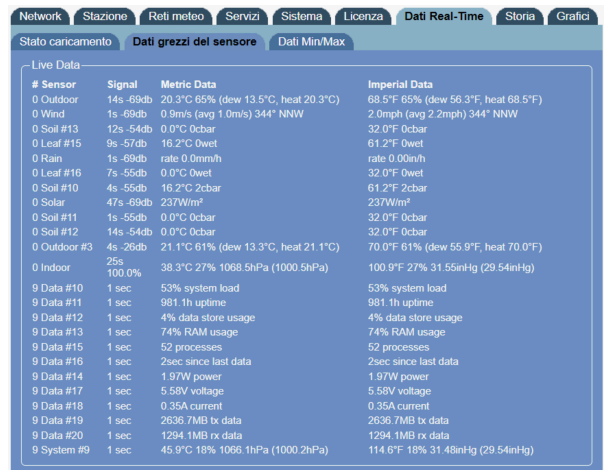 Network Stazione Reti meteo Servizi Sistema Licenza Dati Real-Time Storia Grafici
Stato caricamento Dati grezzi del sensore Dati Min/Max
Live Data
# Sensor Signal Metric Data Imperial Data
0 Outdoor 14s -69db 20.3°C 65% (dew 13.5°C, heat 20.3°C) 68.5°F 65% (dew 56.3°F, heat 68.5°F)
0 Wind 1s -69db 0.9m/s (avg 1.0m/s) 344° NNW 2.0mph (avg 2.2mph) 344° NNW
0 Soil #13 12s -54db 0.0°C 0cbar 32.0°F 0cbar
0 Leaf #15 9s -57db 16.2°C 0wet 61.2°F 0wet
0 Rain 1s -69db rate 0.0mm/h rate 0.00in/h
0 Leaf #16 7s -55db 0.0°C 0wet 32.0°F 0wet
0 Soil #10 4s -55db 16.2°C 2cbar 61.2°F 2cbar
0 Solar 47s -69db 237W/m² 237W/m²
0 Soil #11 1s -55db 0.0°C 0cbar 32.0°F 0cbar
0 Soil #12 14s -54db 0.0°C 0cbar 32.0°F 0cbar
0 Outdoor #3 4s -26db 21.1°C 61% (dew 13.3°C, heat 21.1°C) 70.0°F 61% (dew 55.9°F, heat 70.0°F)
0 Indoor 25s 100.0% 38.3°C 27% 1068.5hPa (1000.5hPa) 100.9°F 27% 31.55inHg (29.54inHg)
9 Data #10 1 sec 53% system load 53% system load
9 Data #11 1 sec 981.1h uptime 981.1h uptime
9 Data #12 1 sec 4% data store usage 4% data store usage
9 Data #13 1 sec 74% RAM usage 74% RAM usage
9 Data #15 1 sec 52 processes 52 processes
9 Data #16 1 sec 2sec since last data 2sec since last data
9 Data #14 1 sec 1.97W power 1.97W power
9 Data #17 1 sec 5.58V voltage 5.58V voltage
9 Data #18 1 sec 0.35A current 0.35A current
9 Data #19 1 sec 2636.7MB tx data 2636.7MB tx data
9 Data #20 1 sec 1294.1MB rx data 1294.1MB rx data
9 System #9 1 sec 45.9°C 18% 1066.1hPa (1000.2hPa) 114.6°F 18% 31.48inHg (29.54inHg)